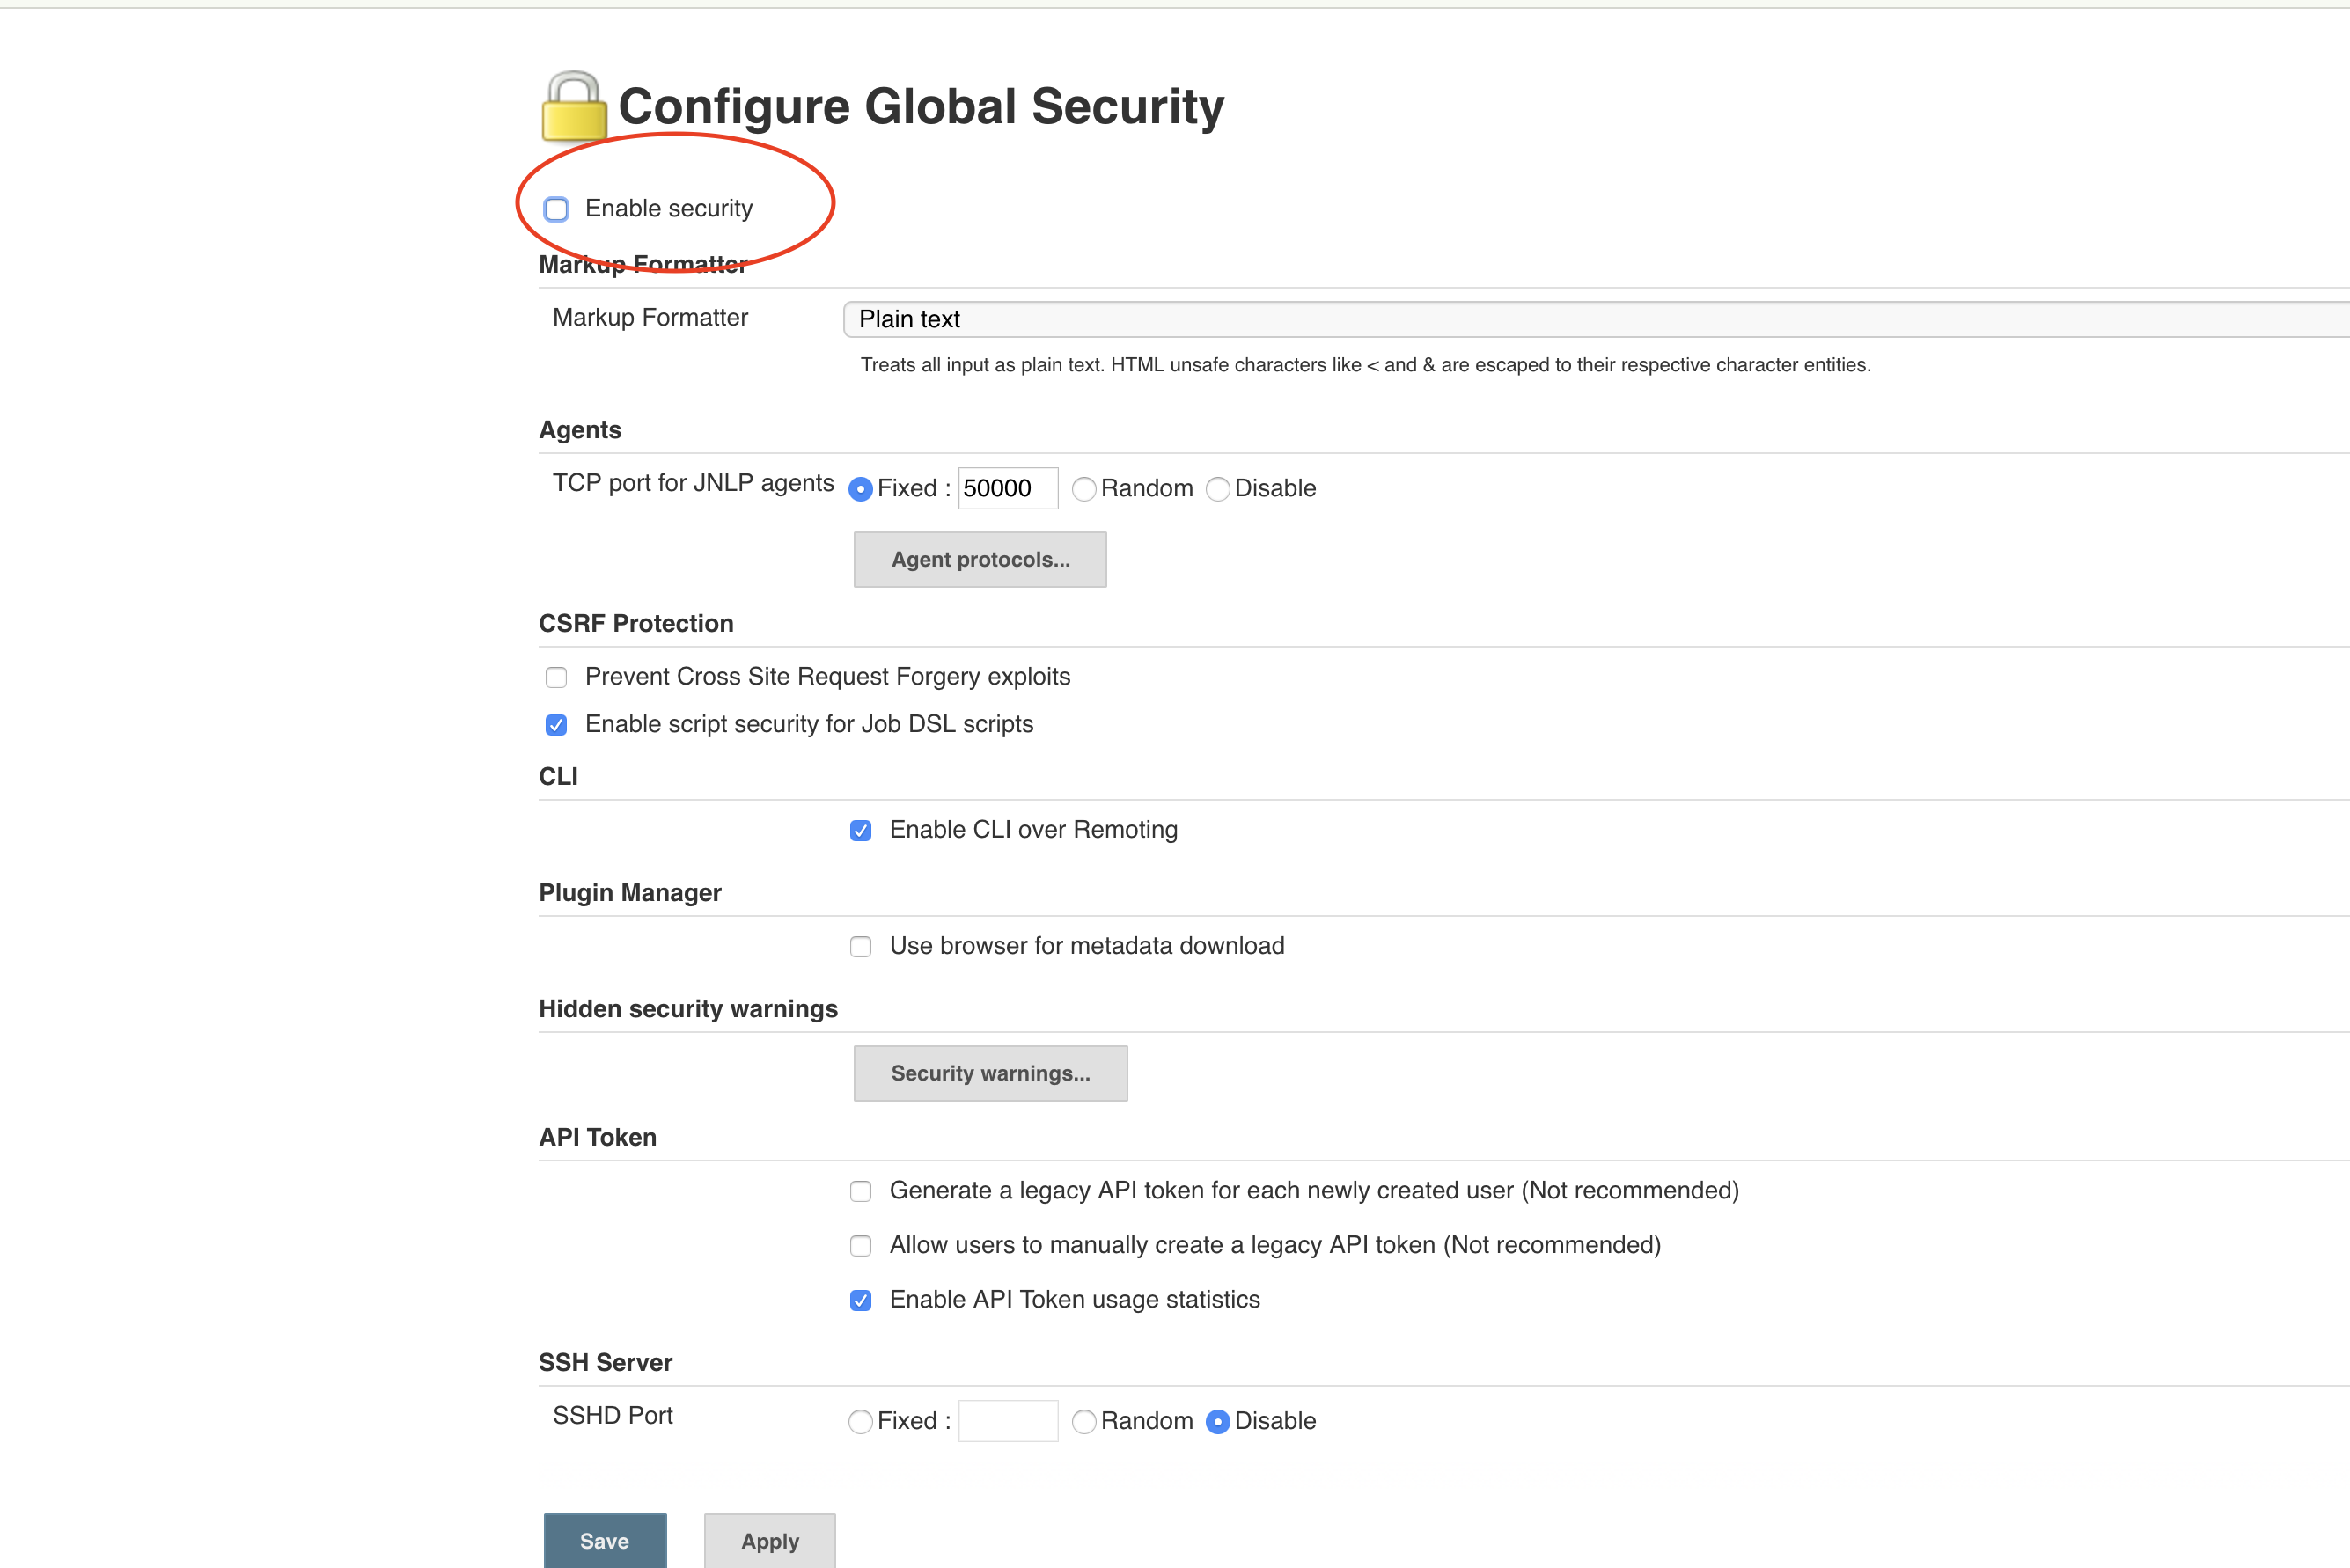 Configure Global Security
Enable security
Markup Formatter
Markup Formatter Plain text
Treats all input as plain text. HTML unsafe characters like < and & are escaped to their respective character entities.
Agents
TCP port for JNLP agents Fixed : 50000 Random Disable
Agent protocols...
CSRF Protection
Prevent Cross Site Request Forgery exploits
Enable script security for Job DSL scripts
CLI
Enable CLI over Remoting
Plugin Manager
Use browser for metadata download
Hidden security warnings
Security warnings...
API Token
Generate a legacy API token for each newly created user (Not recommended)
Allow users to manually create a legacy API token (Not recommended)
Enable API Token usage statistics
SSH Server
SSHD Port Fixed : Random Disable
Save Apply